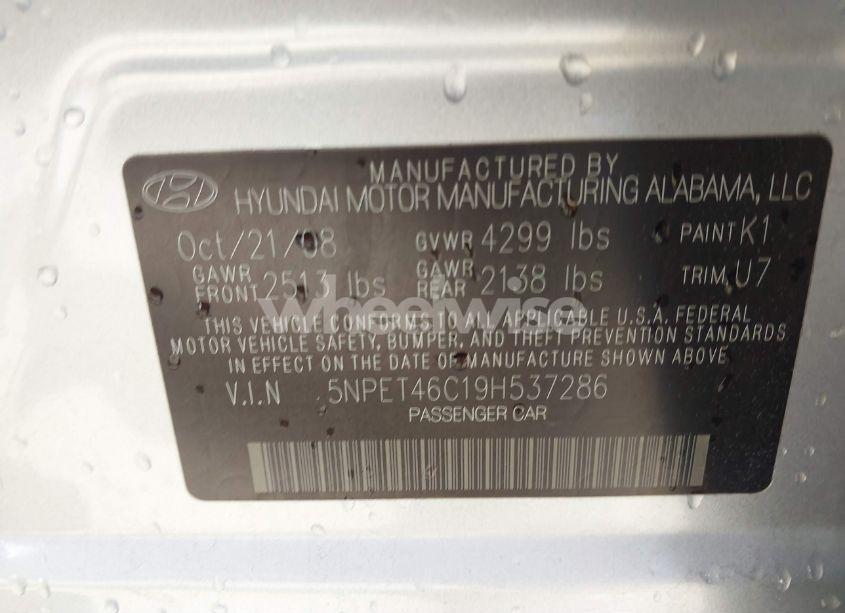 MANUFACTURED BY
HYUNDAI MOTOR MANUFACTURING ALABAMA, LLC
Oct/21/08 GVWR 4299 lbs PAINT K1
GAWR FRONT 2513 lbs GAWR REAR 2138 lbs TRIM U7
wheelwise
THIS VEHICLE CONFORMS TO ALL APPLICABLE U.S.A. FEDERAL
MOTOR VEHICLE SAFETY, BUMPER, AND THEFT PREVENTION STANDARDS
IN EFFECT ON THE DATE OF MANUFACTURE SHOWN ABOVE.
V.I.N 5NPET46C19H537286
PASSENGER CAR